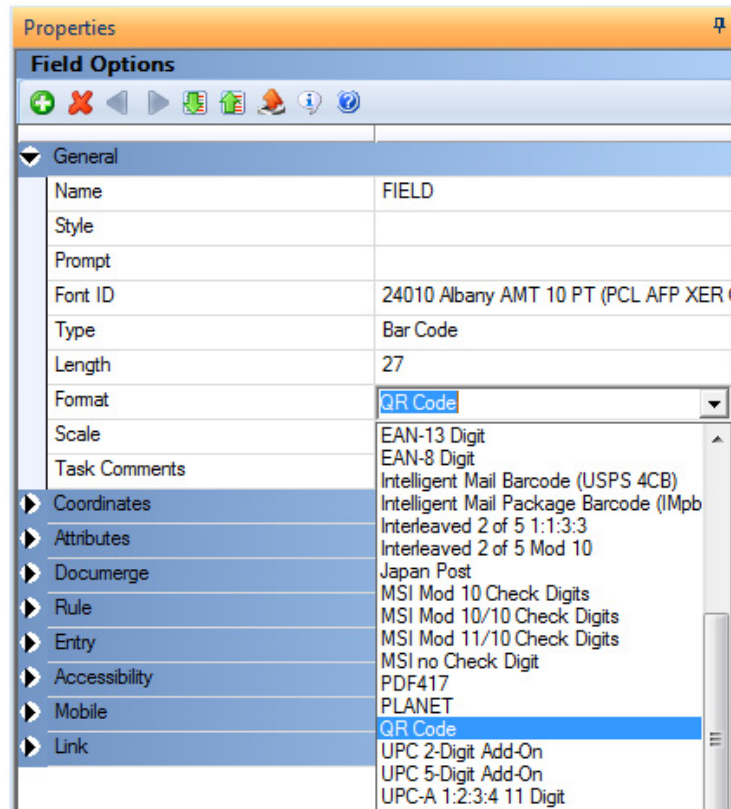 Properties
Field Options
General
Name FIELD
Style
Prompt
Font ID 24010 Albany AMT 10 PT (PCL AFP XER
Type Bar Code
Length 27
Format QR Code
Scale
Task Comments
Coordinates
Attributes
Documerge
Rule
Entry
Accessibility
Mobile
Link
EAN-13 Digit
EAN-8 Digit
Intelligent Mail Barcode (USPS 4CB)
Intelligent Mail Package Barcode (IMpb
Interleaved 2 of 5 1:1:3:3
Interleaved 2 of 5 Mod 10
Japan Post
MSI Mod 10 Check Digits
MSI Mod 10/10 Check Digits
MSI Mod 11/10 Check Digits
MSI no Check Digit
PDF417
PLANET
QR Code
UPC 2-Digit Add-On
UPC 5-Digit Add-On
UPC-A 1:2:3:4 11 Digit